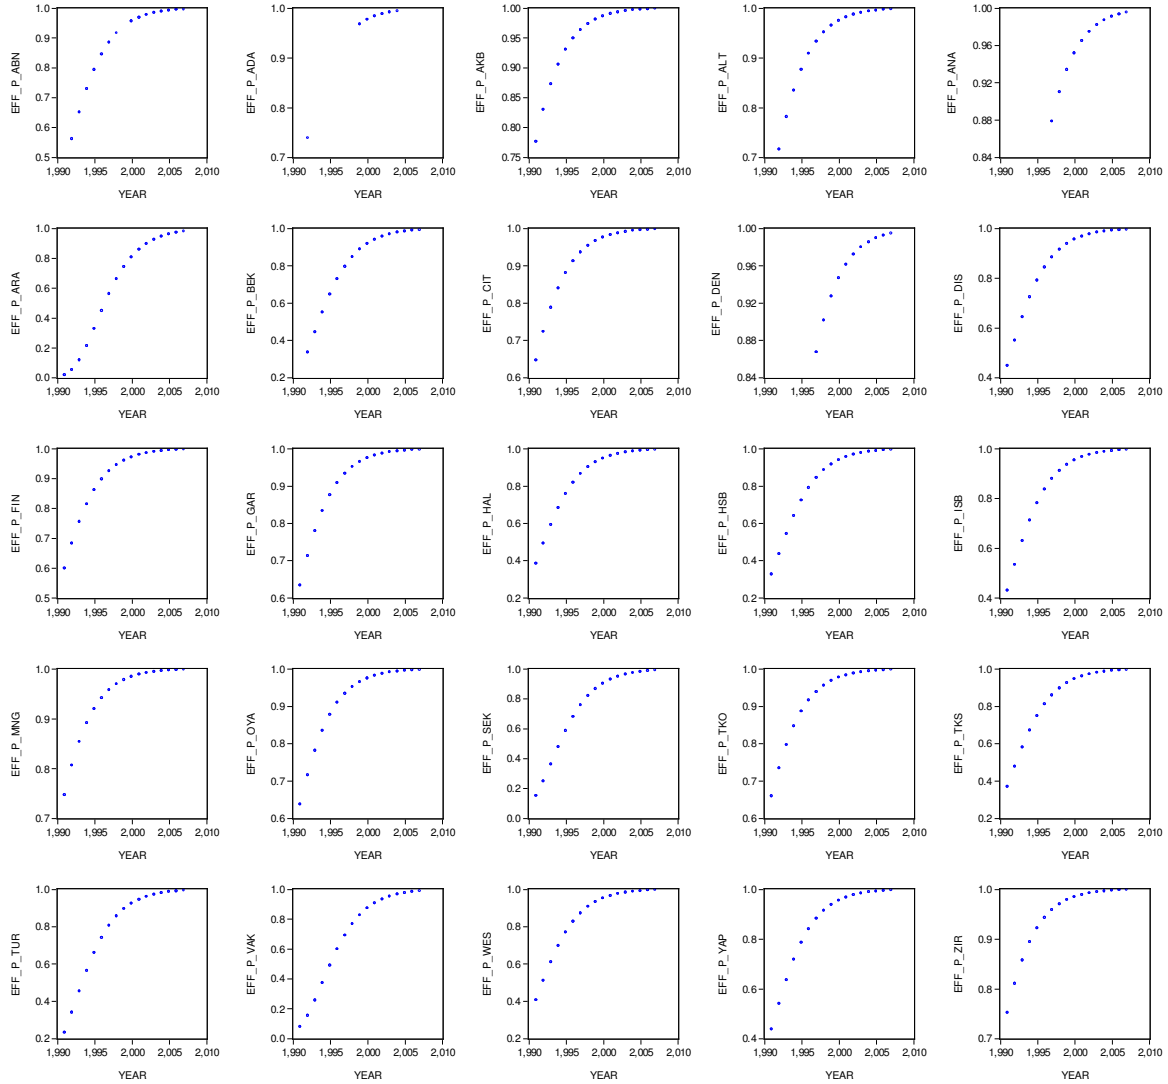 EFF_P_ABN
1.0
0.9
0.8
0.7
0.6
0.5
1,990 1,995 2,000 2,005 2,010
YEAR
EFF_P_ADA
1.0
0.9
0.8
0.7
1,990 1,995 2,000 2,005 2,010
YEAR
EFF_P_AKB
1.00
0.95
0.90
0.85
0.80
0.75
1,990 1,995 2,000 2,005 2,010
YEAR
EFF_P_ALT
1.0
0.9
0.8
0.7
1,990 1,995 2,000 2,005 2,010
YEAR
EFF_P_ANA
1.00
0.96
0.92
0.88
0.84
1,990 1,995 2,000 2,005 2,010
YEAR
EFF_P_ARA
1.0
0.8
0.6
0.4
0.2
0.0
1,990 1,995 2,000 2,005 2,010
YEAR
EFF_P_BEK
1.0
0.8
0.6
0.4
0.2
1,990 1,995 2,000 2,005 2,010
YEAR
EFF_P_CIT
1.0
0.9
0.8
0.7
0.6
1,990 1,995 2,000 2,005 2,010
YEAR
EFF_P_DEN
1.00
0.96
0.92
0.88
0.84
1,990 1,995 2,000 2,005 2,010
YEAR
EFF_P_DIS
1.0
0.8
0.6
0.4
1,990 1,995 2,000 2,005 2,010
YEAR
EFF_P_FIN
1.0
0.9
0.8
0.7
0.6
0.5
1,990 1,995 2,000 2,005 2,010
YEAR
EFF_P_GAR
1.0
0.9
0.8
0.7
0.6
1,990 1,995 2,000 2,005 2,010
YEAR
EFF_P_HAL
1.0
0.8
0.6
0.4
0.2
1,990 1,995 2,000 2,005 2,010
YEAR
EFF_P_HSB
1.0
0.8
0.6
0.4
0.2
1,990 1,995 2,000 2,005 2,010
YEAR
EFF_P_ISB
1.0
0.8
0.6
0.4
1,990 1,995 2,000 2,005 2,010
YEAR
EFF_P_MNG
1.0
0.9
0.8
0.7
1,990 1,995 2,000 2,005 2,010
YEAR
EFF_P_OYA
1.0
0.9
0.8
0.7
0.6
1,990 1,995 2,000 2,005 2,010
YEAR
EFF_P_SEK
1.0
0.8
0.6
0.4
0.2
0.0
1,990 1,995 2,000 2,005 2,010
YEAR
EFF_P_TKO
1.0
0.9
0.8
0.7
0.6
1,990 1,995 2,000 2,005 2,010
YEAR
EFF_P_TKS
1.0
0.8
0.6
0.4
0.2
1,990 1,995 2,000 2,005 2,010
YEAR
EFF_P_TUR
1.0
0.8
0.6
0.4
0.2
1,990 1,995 2,000 2,005 2,010
YEAR
EFF_P_VAK
1.0
0.8
0.6
0.4
0.2
0.0
1,990 1,995 2,000 2,005 2,010
YEAR
EFF_P_WES
1.0
0.8
0.6
0.4
0.2
1,990 1,995 2,000 2,005 2,010
YEAR
EFF_P_YAP
1.0
0.8
0.6
0.4
1,990 1,995 2,000 2,005 2,010
YEAR
EFF_P_ZIR
1.0
0.9
0.8
0.7
1,990 1,995 2,000 2,005 2,010
YEAR